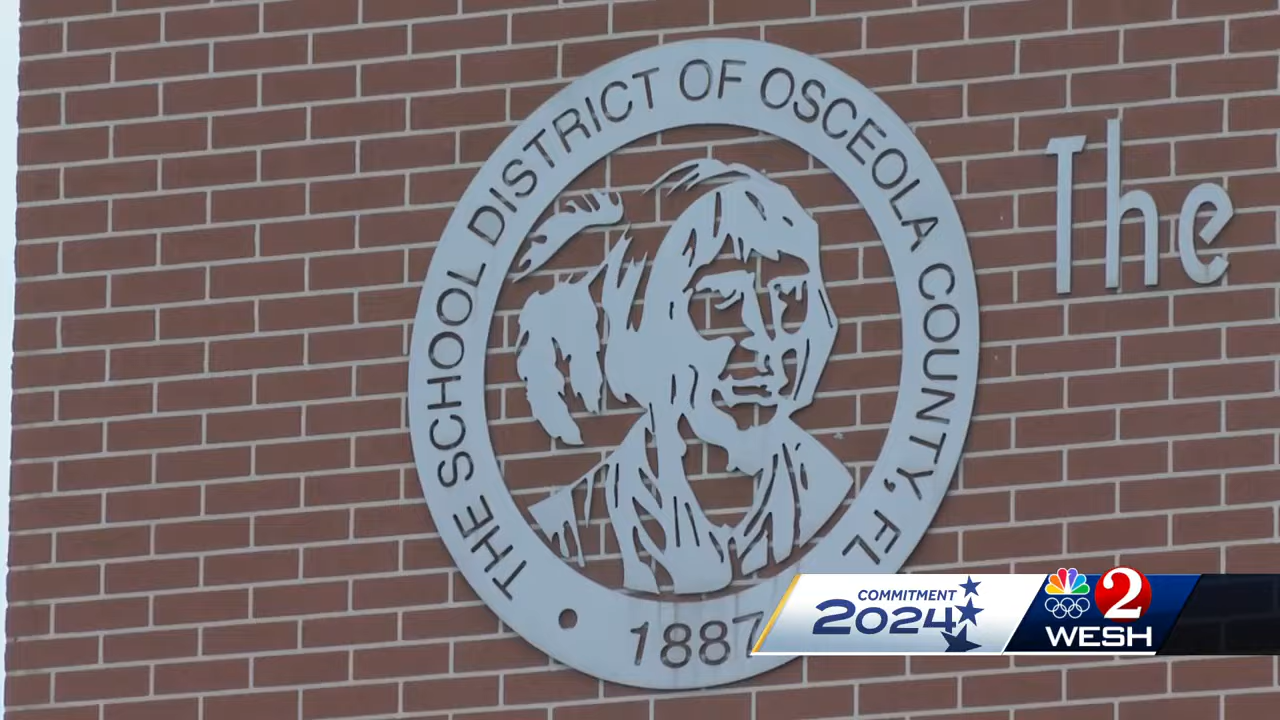 THE SCHOOL DISTRICT OF OSCEOLA COUNTY, FL
1887
The
COMMITMENT
2024
2
WESH